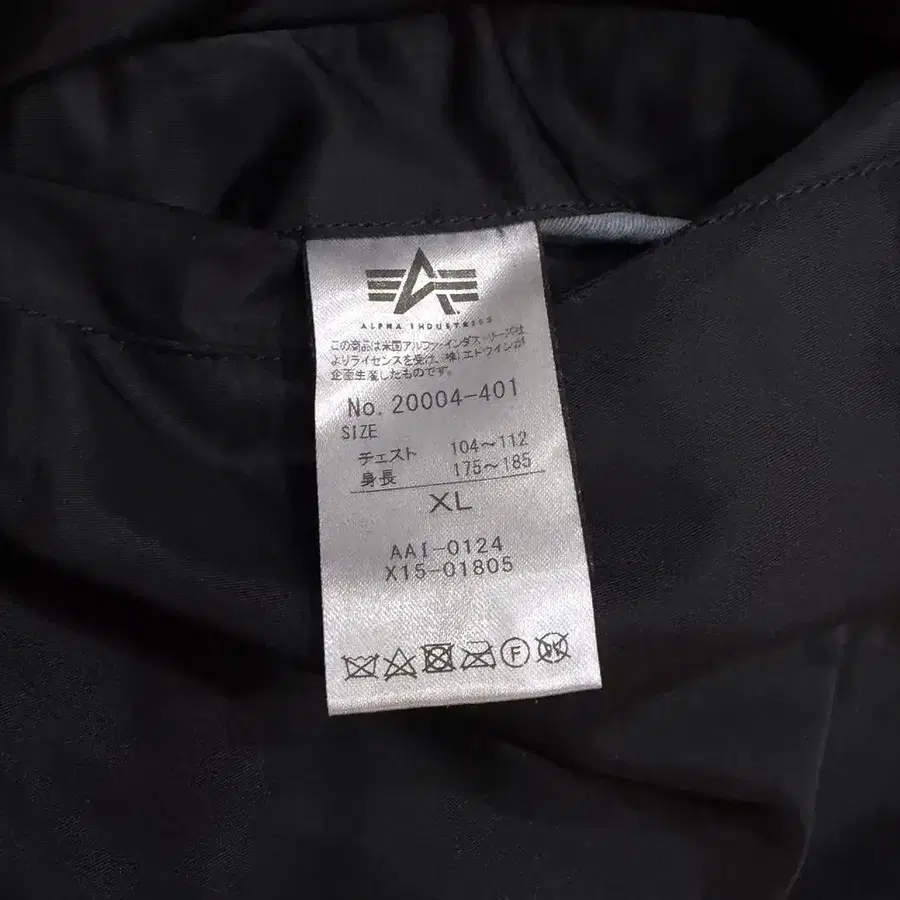 ALPHA INDUSTRIES
この商品は米国アルファインダストリーズ社
よりライセンスを受け、(株)エドウインが
企画生産したものです。
No. 20004-401
SIZE
チェスト 104~112
身長 175~185
XL
AAI-0124
X15-01805
F
W